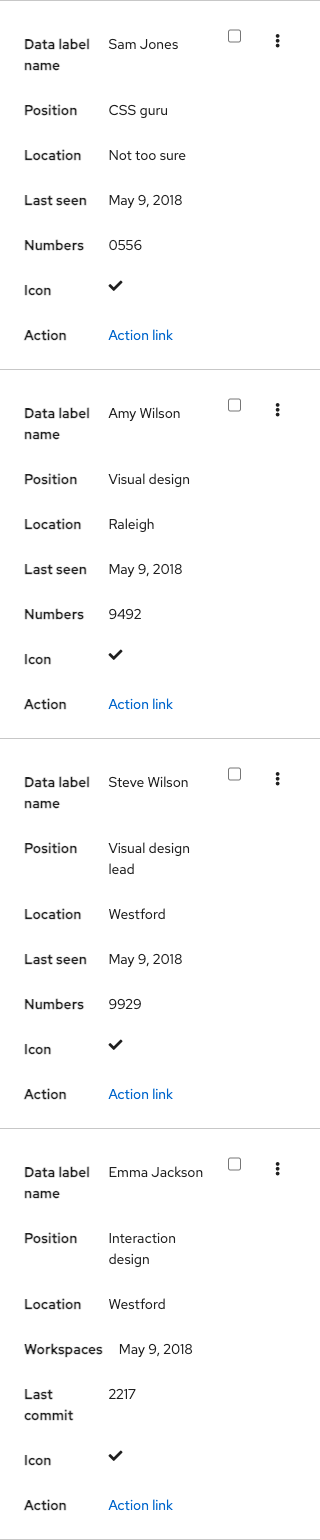 Data label name Sam Jones
Position CSS guru
Location Not too sure
Last seen May 9, 2018
Numbers 0556
Icon
Action Action link
Data label name Amy Wilson
Position Visual design
Location Raleigh
Last seen May 9, 2018
Numbers 9492
Icon
Action Action link
Data label name Steve Wilson
Position Visual design lead
Location Westford
Last seen May 9, 2018
Numbers 9929
Icon
Action Action link
Data label name Emma Jackson
Position Interaction design
Location Westford
Workspaces May 9, 2018
Last commit 2217
Icon
Action Action link